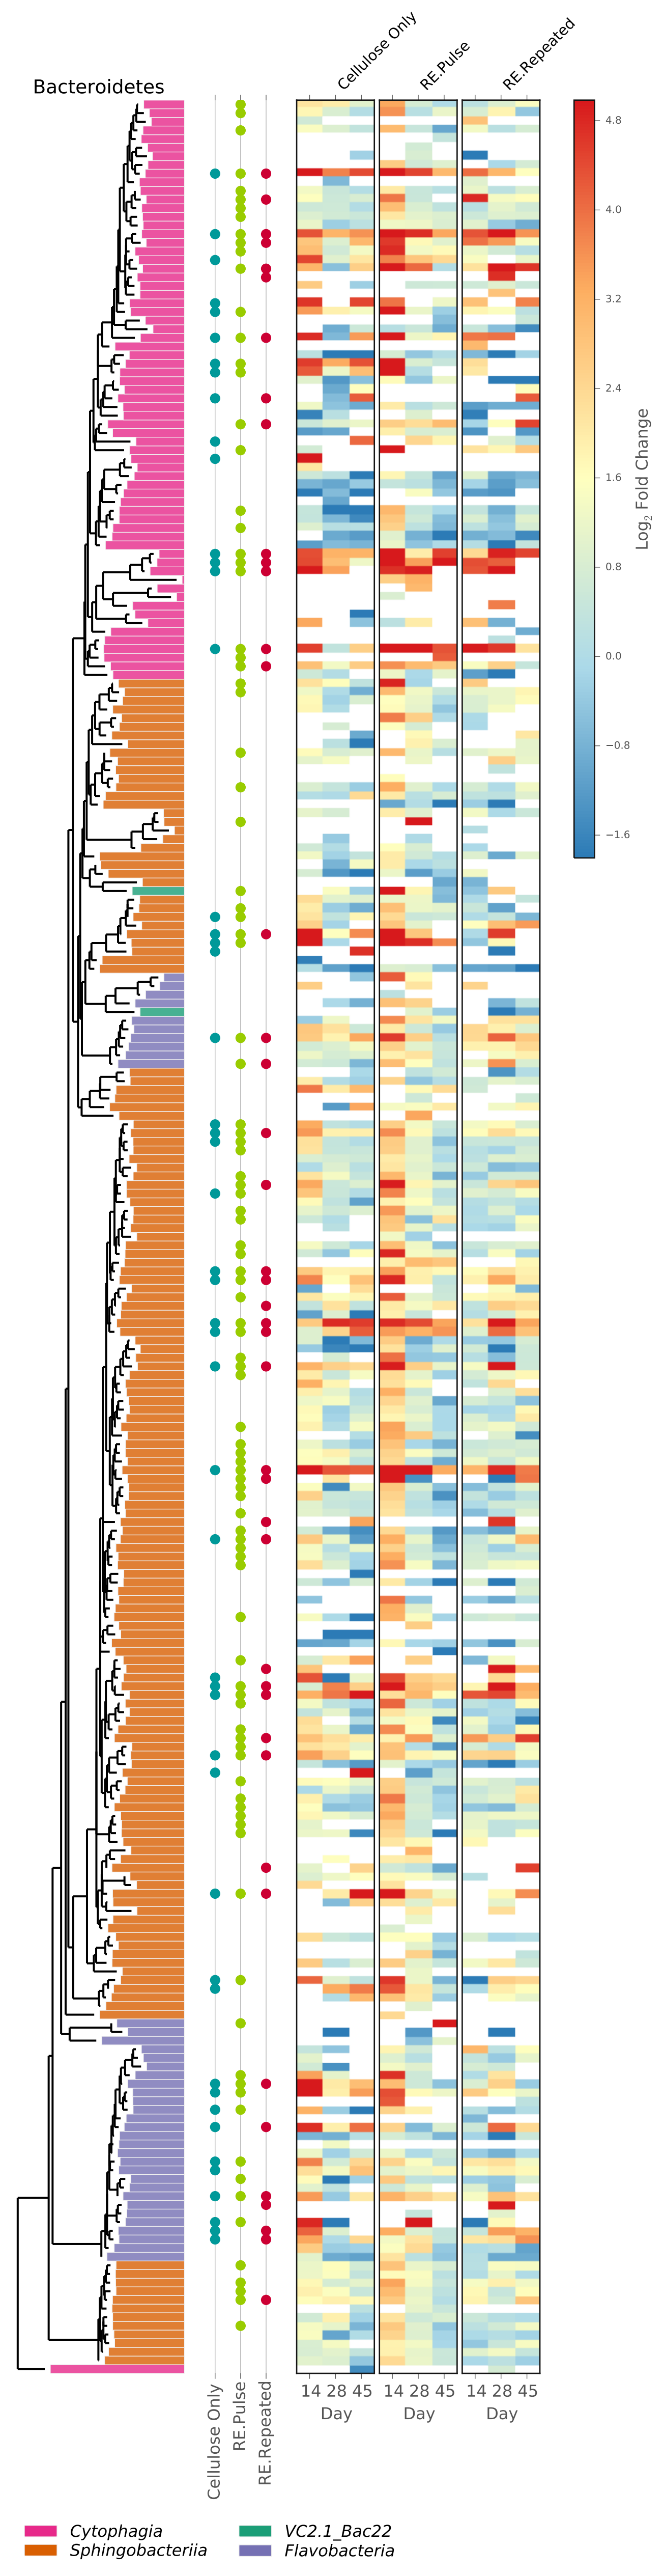 Cellulose Only
RE.Pulse
RE.Repeated
Bacteroidetes
4.8
4.0
3.2
2.4
1.6
0.8
0.0
−0.8
−1.6
Log2 Fold Change
14 28 45 14 28 45 14 28 45
Day Day Day
Cellulose Only
RE.Pulse
RE.Repeated
Cytophagia
Sphingobacteriia
VC2.1_Bac22
Flavobacteria